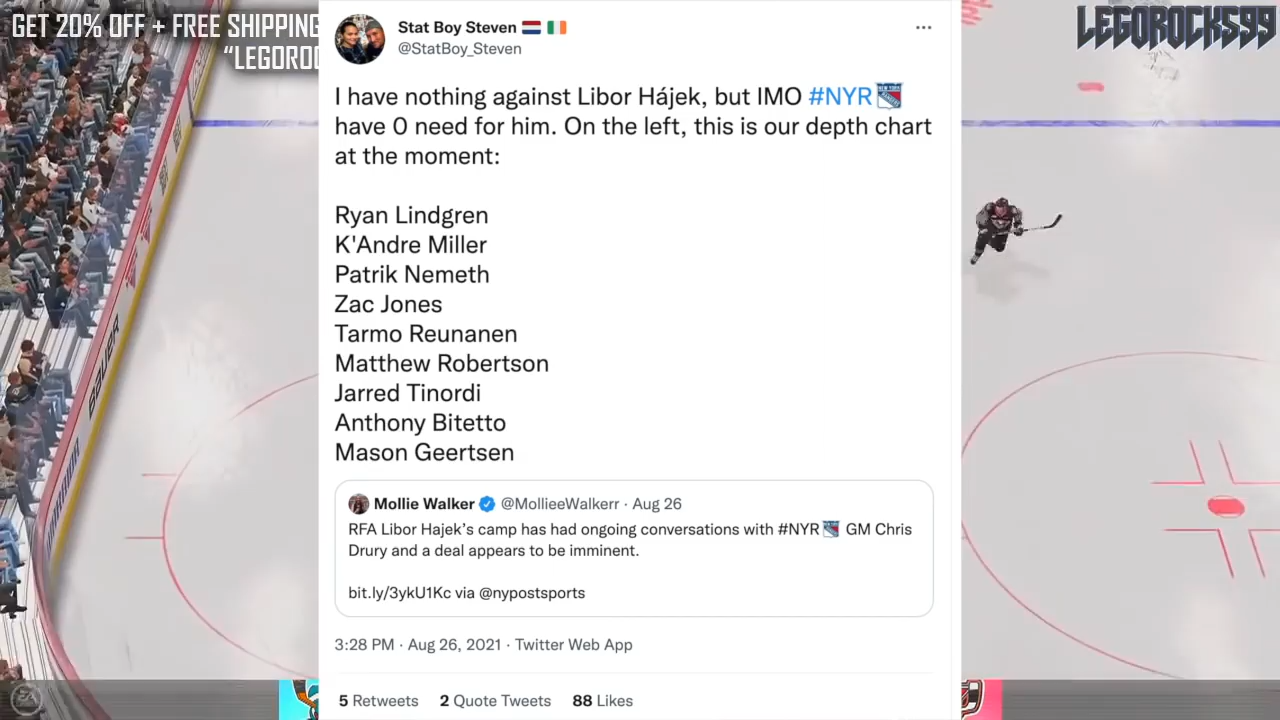 GET 20% OFF + FREE SHIPPING
"LEGOROC
LEGOROCKS99
Stat Boy Steven
@StatBoy_Steven
I have nothing against Libor Hájek, but IMO #NYR
have 0 need for him. On the left, this is our depth chart
at the moment:
Ryan Lindgren
K'Andre Miller
Patrik Nemeth
Zac Jones
Tarmo Reunanen
Matthew Robertson
Jarred Tinordi
Anthony Bitetto
Mason Geertsen
Mollie Walker @MollieeWalkerr · Aug 26
RFA Libor Hajek's camp has had ongoing conversations with #NYR GM Chris
Drury and a deal appears to be imminent.
bit.ly/3ykU1Kc via @nypostsports
3:28 PM · Aug 26, 2021 · Twitter Web App
5 Retweets 2 Quote Tweets 88 Likes
BAUER
WARRIOR
EA